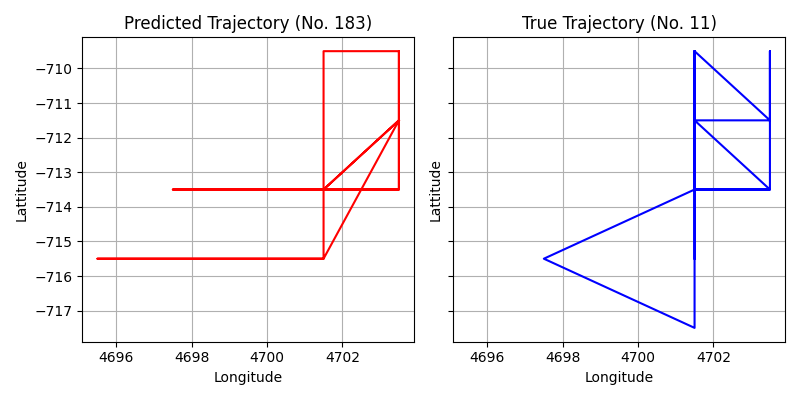 Predicted Trajectory (No. 183)
−710
−711
−712
−713
−714
−715
−716
−717
Lattitude
4696 4698 4700 4702
Longitude
True Trajectory (No. 11)
Lattitude
4696 4698 4700 4702
Longitude